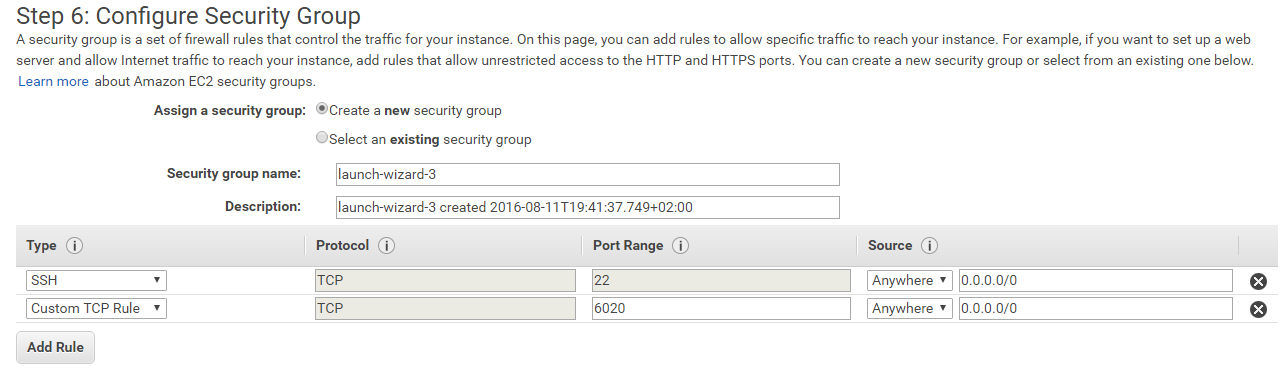 Step 6: Configure Security Group
A security group is a set of firewall rules that control the traffic for your instance. On this page, you can add rules to allow specific traffic to reach your instance. For example, if you want to set up a web
server and allow Internet traffic to reach your instance, add rules that allow unrestricted access to the HTTP and HTTPS ports. You can create a new security group or select from an existing one below.
Learn more about Amazon EC2 security groups.
Assign a security group: Create a new security group
Select an existing security group
Security group name: launch-wizard-3
Description: launch-wizard-3 created 2016-08-11T19:41:37.749+02:00
Type i Protocol i Port Range i Source i
SSH TCP 22 Anywhere 0.0.0.0/0
Custom TCP Rule TCP 6020 Anywhere 0.0.0.0/0
Add Rule